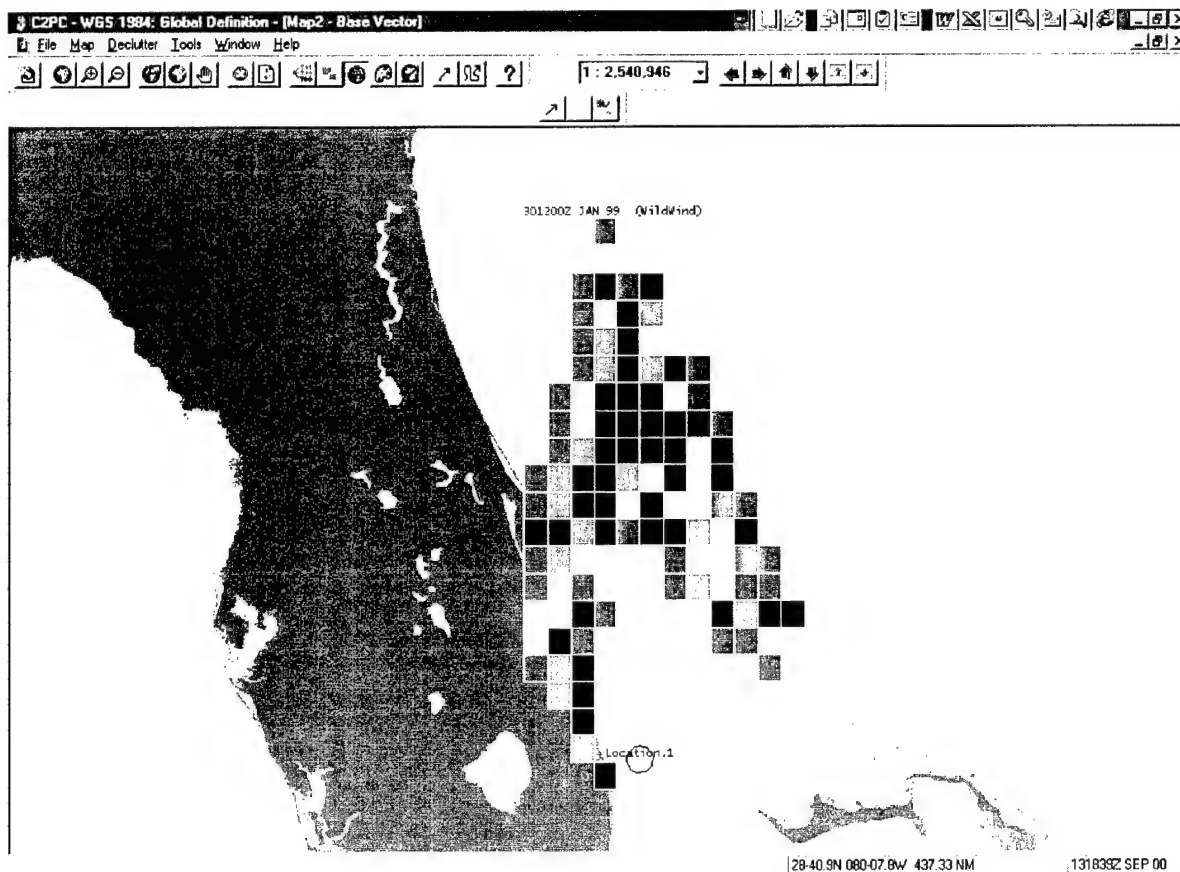 C2PC - WGS 1984: Global Definition - [Map2 - Base Vector]
File Map Declutter Tools Window Help
1 : 2,540,946
301200Z JAN 99 (WildWind)
Location.1
28-40.9N 080-07.8W 437.33 NM 131839Z SEP 00